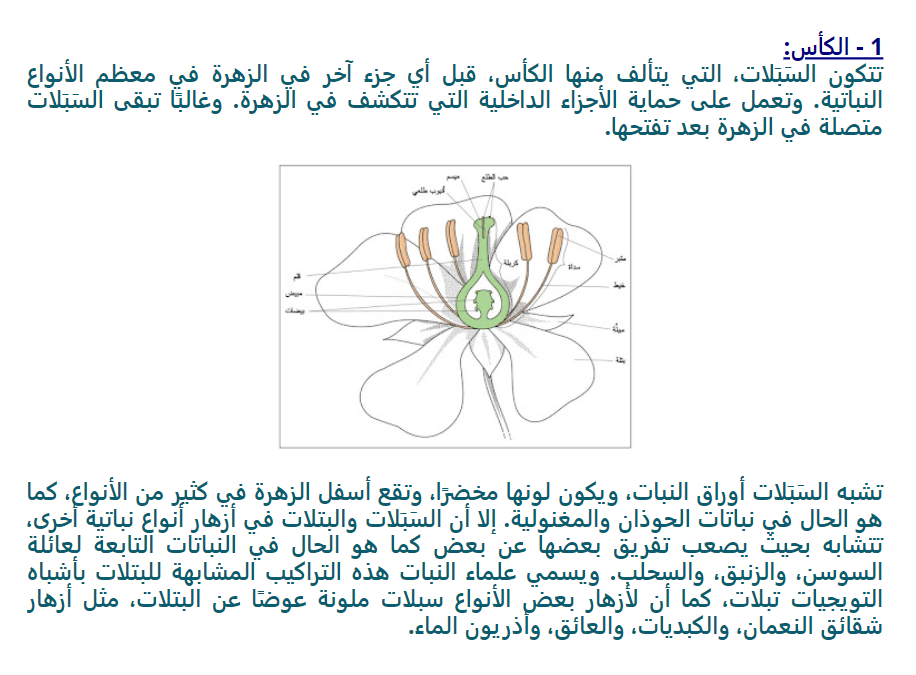 1 - الكأس:
تتكون السَبَلات، التي يتألف منها الكأس، قبل أي جزء آخر في الزهرة في معظم الأنواع
النباتية. وتعمل على حماية الأجزاء الداخلية التي تتكشف في الزهرة. وغالبًا تبقى السَبَلات
متصلة في الزهرة بعد تفتحها.
حب الطلع
ميسم
أنبوب طلعي
متبر
مداة
كربلة
قلم
خيط
مبيض
بيضات
سبلة
بتلة
تشبه السَبَلات أوراق النبات، ويكون لونها مخضرًا، وتقع أسفل الزهرة في كثير من الأنواع، كما
هو الحال في نباتات الحوذان والمغنولية. إلا أن السَبَلات والبتلات في أزهار أنواع نباتية أخرى،
تتشابه بحيث يصعب تفريق بعضها عن بعض كما هو الحال في النباتات التابعة لعائلة
السوسن، والزنبق، والسحلب. ويسمي علماء النبات هذه التراكيب المشابهة للبتلات بأشباه
التويجيات تبلات، كما أن لأزهار بعض الأنواع سبلات ملونة عوضًا عن البتلات، مثل أزهار
شقائق النعمان، والكبديات، والعائق، وأذريون الماء.